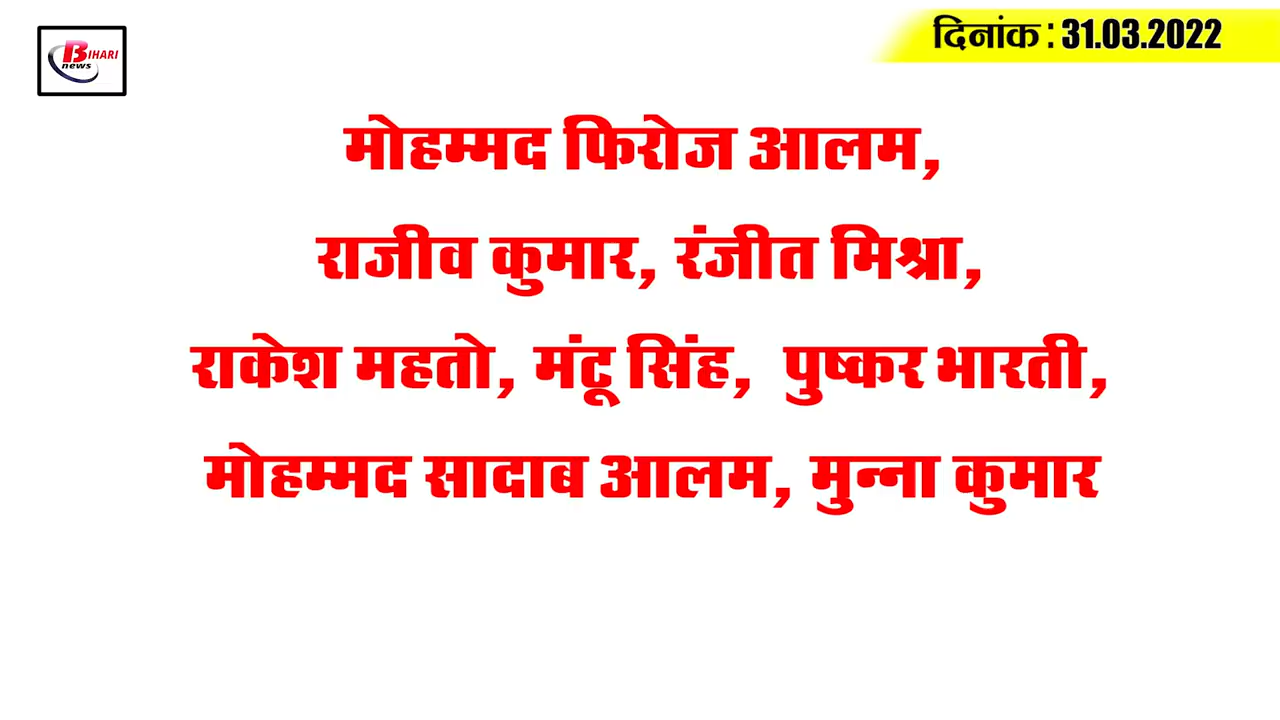 BIHARI
news
दिनांक : 31.03.2022
मोहम्मद फिरोज आलम,
राजीव कुमार, रंजीत मिश्रा,
राकेश महतो, मंटू सिंह, पुष्कर भारती,
मोहम्मद सादाब आलम, मुन्ना कुमार